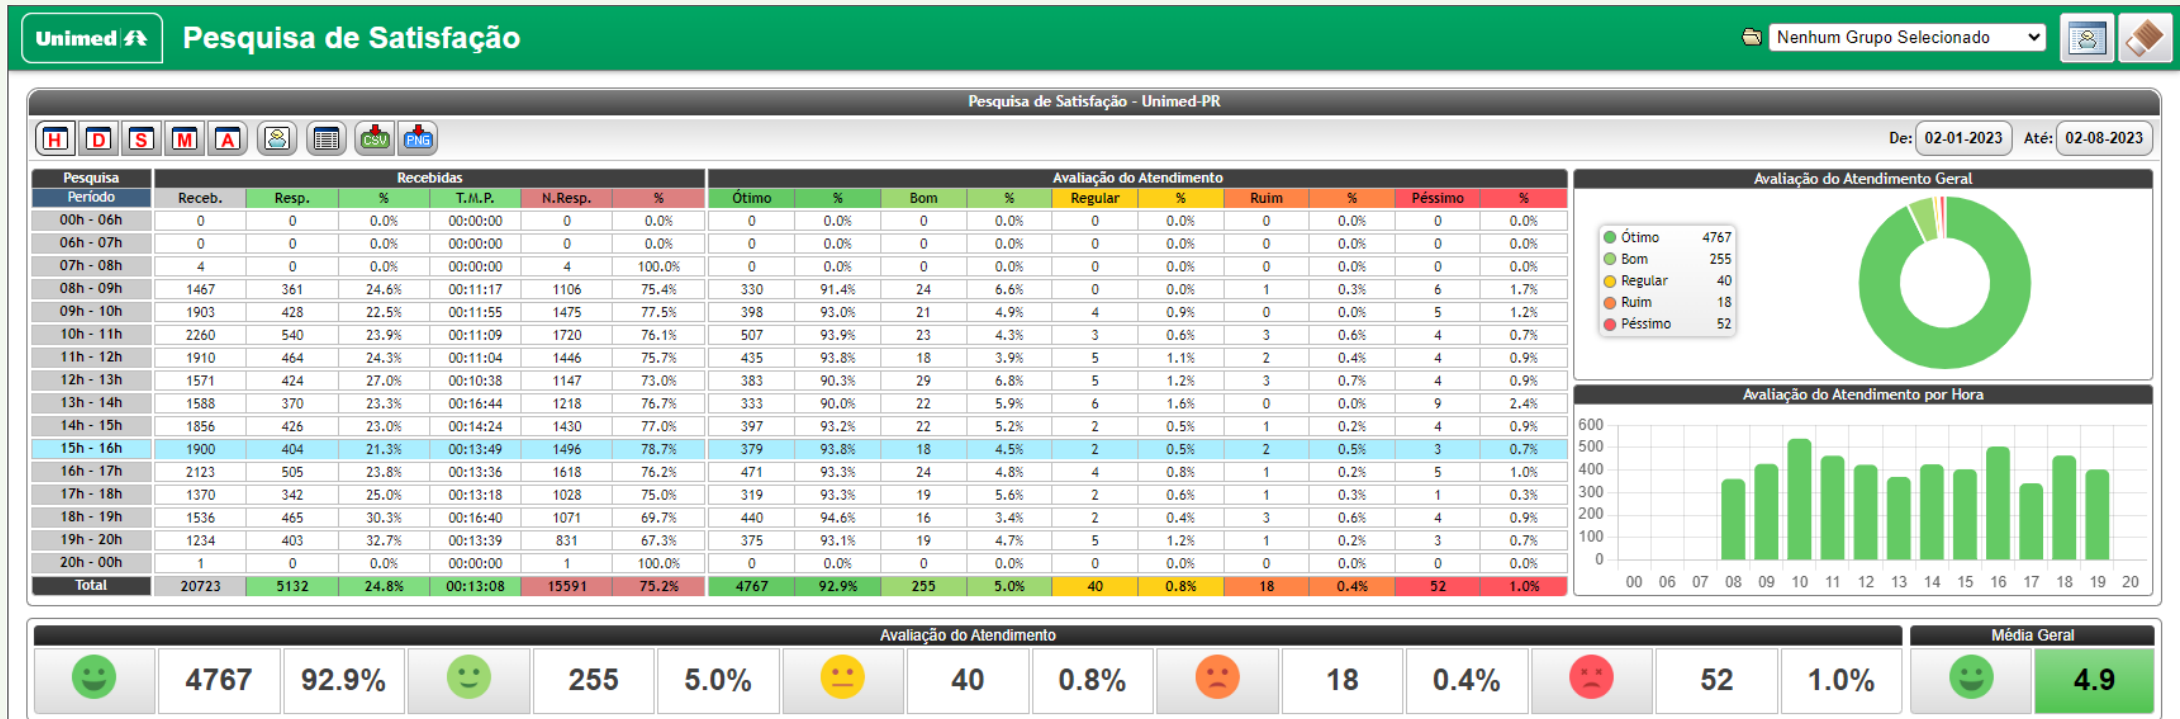 Unimed
Pesquisa de Satisfação
Nenhum Grupo Selecionado
Pesquisa de Satisfação - Unimed-PR
H D S M A CSV PNG
De: 02-01-2023 Até: 02-08-2023
Pesquisa Recebidas Avaliação do Atendimento
Período Receb. Resp. % T.M.P. N.Resp. % Ótimo % Bom % Regular % Ruim % Péssimo %
00h - 06h 0 0 0.0% 00:00:00 0 0.0% 0 0.0% 0 0.0% 0 0.0% 0 0.0% 0 0.0%
06h - 07h 0 0 0.0% 00:00:00 0 0.0% 0 0.0% 0 0.0% 0 0.0% 0 0.0% 0 0.0%
07h - 08h 4 0 0.0% 00:00:00 4 100.0% 0 0.0% 0 0.0% 0 0.0% 0 0.0% 0 0.0%
08h - 09h 1467 361 24.6% 00:11:17 1106 75.4% 330 91.4% 24 6.6% 0 0.0% 1 0.3% 6 1.7%
09h - 10h 1903 428 22.5% 00:11:55 1475 77.5% 398 93.0% 21 4.9% 4 0.9% 0 0.0% 5 1.2%
10h - 11h 2260 540 23.9% 00:11:09 1720 76.1% 507 93.9% 23 4.3% 3 0.6% 3 0.6% 4 0.7%
11h - 12h 1910 464 24.3% 00:11:04 1446 75.7% 435 93.8% 18 3.9% 5 1.1% 2 0.4% 4 0.9%
12h - 13h 1571 424 27.0% 00:10:38 1147 73.0% 383 90.3% 29 6.8% 5 1.2% 3 0.7% 4 0.9%
13h - 14h 1588 370 23.3% 00:16:44 1218 76.7% 333 90.0% 22 5.9% 6 1.6% 0 0.0% 9 2.4%
14h - 15h 1856 426 23.0% 00:14:24 1430 77.0% 397 93.2% 22 5.2% 2 0.5% 1 0.2% 4 0.9%
15h - 16h 1900 404 21.3% 00:13:49 1496 78.7% 379 93.8% 18 4.5% 2 0.5% 2 0.5% 3 0.7%
16h - 17h 2123 505 23.8% 00:13:36 1618 76.2% 471 93.3% 24 4.8% 4 0.8% 1 0.2% 5 1.0%
17h - 18h 1370 342 25.0% 00:13:18 1028 75.0% 319 93.3% 19 5.6% 2 0.6% 1 0.3% 1 0.3%
18h - 19h 1536 465 30.3% 00:16:40 1071 69.7% 440 94.6% 16 3.4% 2 0.4% 3 0.6% 4 0.9%
19h - 20h 1234 403 32.7% 00:13:39 831 67.3% 375 93.1% 19 4.7% 5 1.2% 1 0.2% 3 0.7%
20h - 00h 1 0 0.0% 00:00:00 1 100.0% 0 0.0% 0 0.0% 0 0.0% 0 0.0% 0 0.0%
Total 20723 5132 24.8% 00:13:08 15591 75.2% 4767 92.9% 255 5.0% 40 0.8% 18 0.4% 52 1.0%
Avaliação do Atendimento Geral
Ótimo 4767
Bom 255
Regular 40
Ruim 18
Péssimo 52
Avaliação do Atendimento por Hora
600
500
400
300
200
100
0
00 06 07 08 09 10 11 12 13 14 15 16 17 18 19 20
Avaliação do Atendimento
4767 92.9% 255 5.0% 40 0.8% 18 0.4% 52 1.0%
Média Geral
4.9